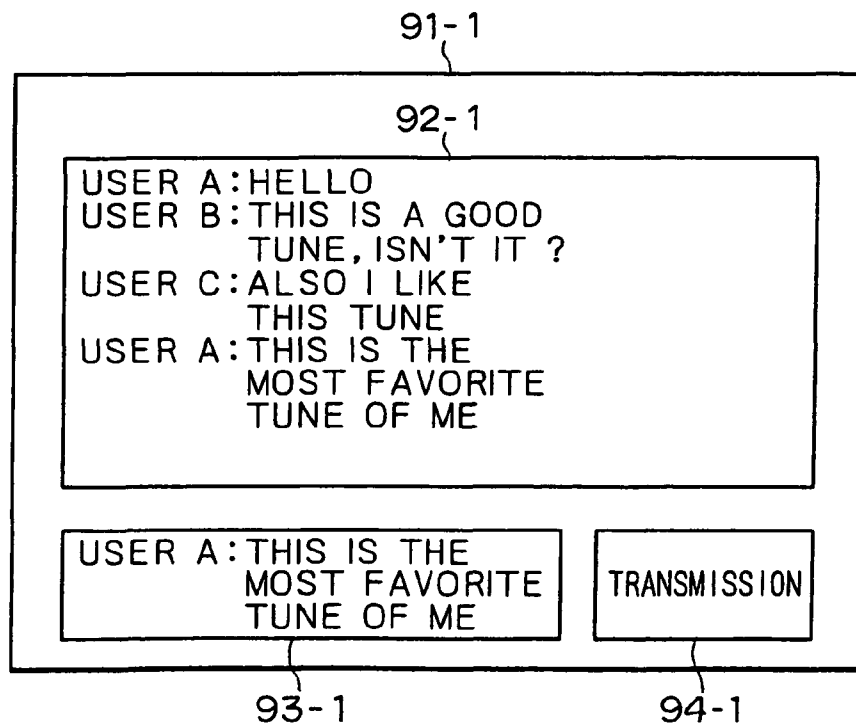 91-1
92-1
USER A:HELLO
USER B:THIS IS A GOOD
TUNE, ISN'T IT ?
USER C:ALSO I LIKE
THIS TUNE
USER A:THIS IS THE
MOST FAVORITE
TUNE OF ME
USER A:THIS IS THE
MOST FAVORITE
TUNE OF ME
TRANSMISSION
93-1
94-1